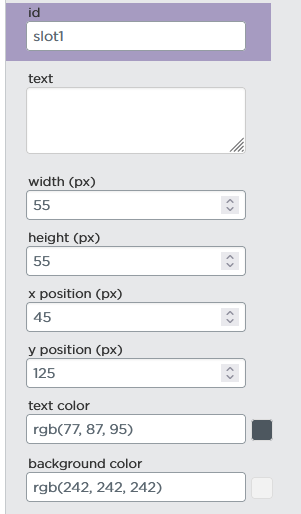 id
slot1
text
width (px)
55
height (px)
55
x position (px)
45
y position (px)
125
text color
rgb(77, 87, 95)
background color
rgb(242, 242, 242)